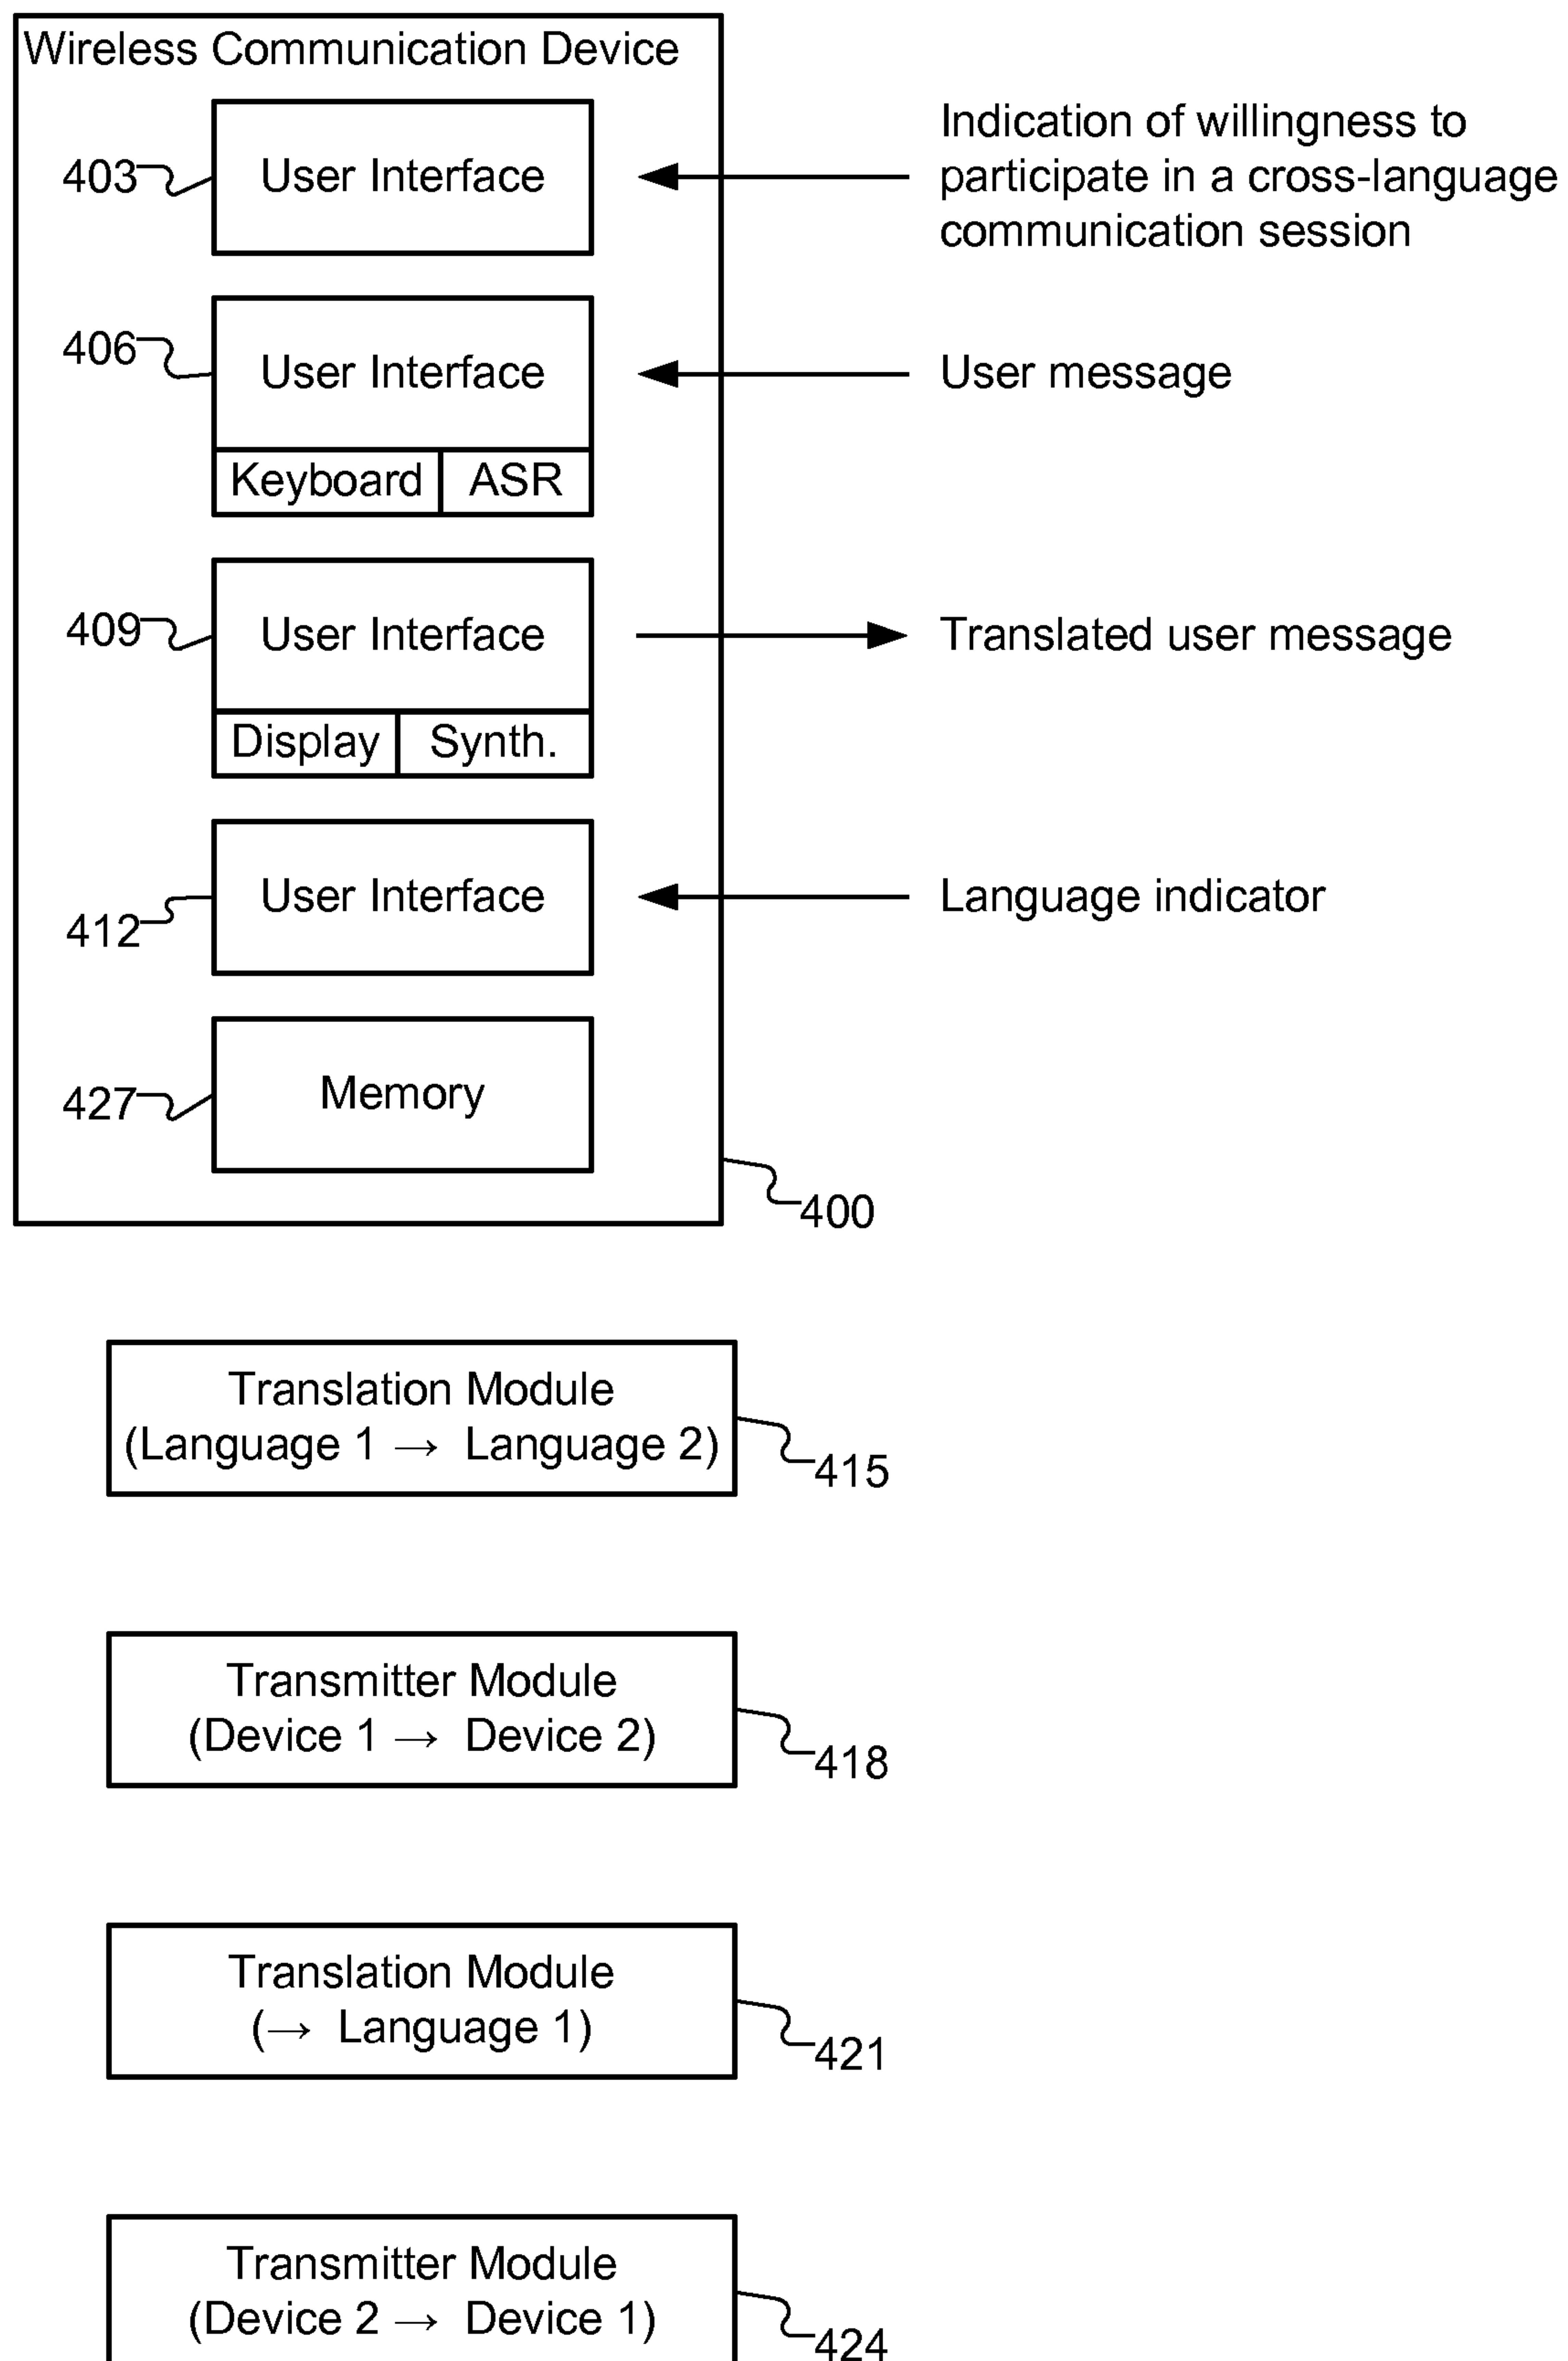 Wireless Communication Device
403
User Interface
Indication of willingness to
participate in a cross-language
communication session
406
User Interface
User message
Keyboard
ASR
409
User Interface
Translated user message
Display
Synth.
412
User Interface
Language indicator
427
Memory
400
Translation Module
(Language 1 → Language 2)
415
Transmitter Module
(Device 1 → Device 2)
418
Translation Module
(→ Language 1)
421
Transmitter Module
(Device 2 → Device 1)
424